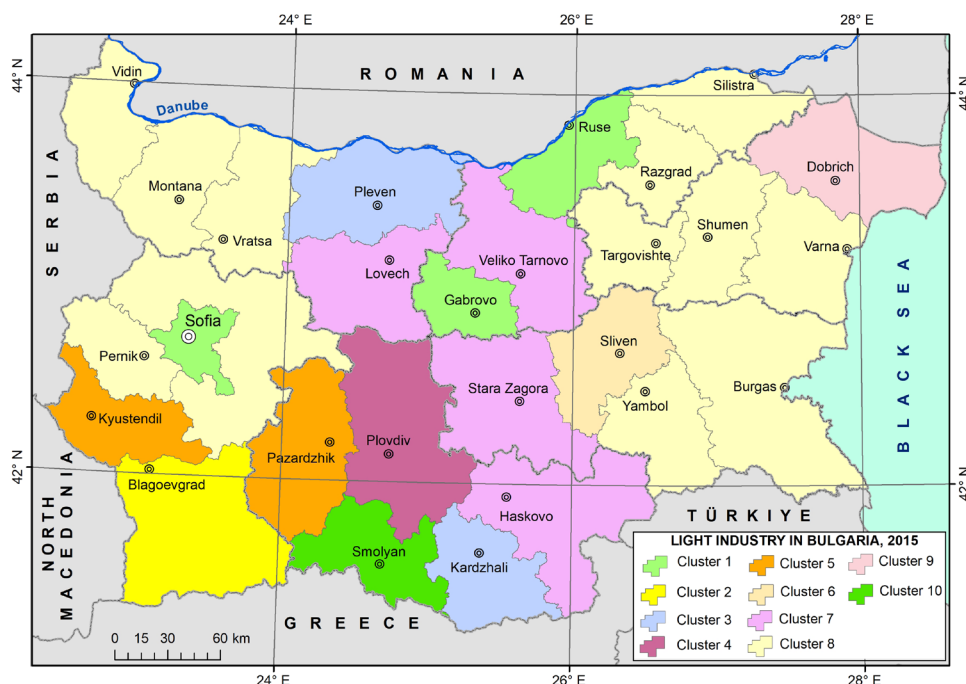 24° E
26° E
28° E
44° N
44° N
ROMANIA
Vidin
Silistra
Danube
Ruse
SERBIA
Montana
Pleven
Razgrad
Dobrich
Vratsa
Shumen
Lovech
Veliko Tarnovo
Targovishte
Varna
Gabrovo
Sofia
BLACK SEA
Pernik
Sliven
Stara Zagora
Burgas
Yambol
Kyustendil
Plovdiv
Pazardzhik
42° N
42° N
Blagoevgrad
NORTH
MACEDONIA
Haskovo
TÜRKIYE
Smolyan
Kardzhali
GREECE
0 15 30 60 km
LIGHT INDUSTRY IN BULGARIA, 2015
Cluster 1
Cluster 5
Cluster 9
Cluster 2
Cluster 6
Cluster 10
Cluster 3
Cluster 7
Cluster 4
Cluster 8
24° E
26° E
28° E